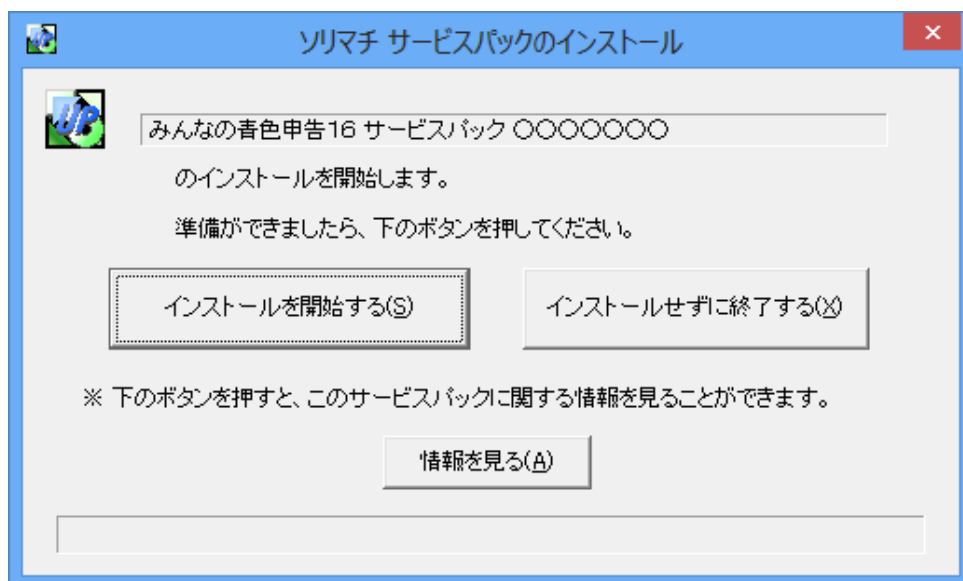 ソリマチ サービスパックのインストール
UP
みんなの青色申告16 サービスパック ○○○○○○○
のインストールを開始します。
準備ができましたら、下のボタンを押してください。
インストールを開始する(S)
インストールせずに終了する(X)
※ 下のボタンを押すと、このサービスパックに関する情報を見ることができます。
情報を見る(A)